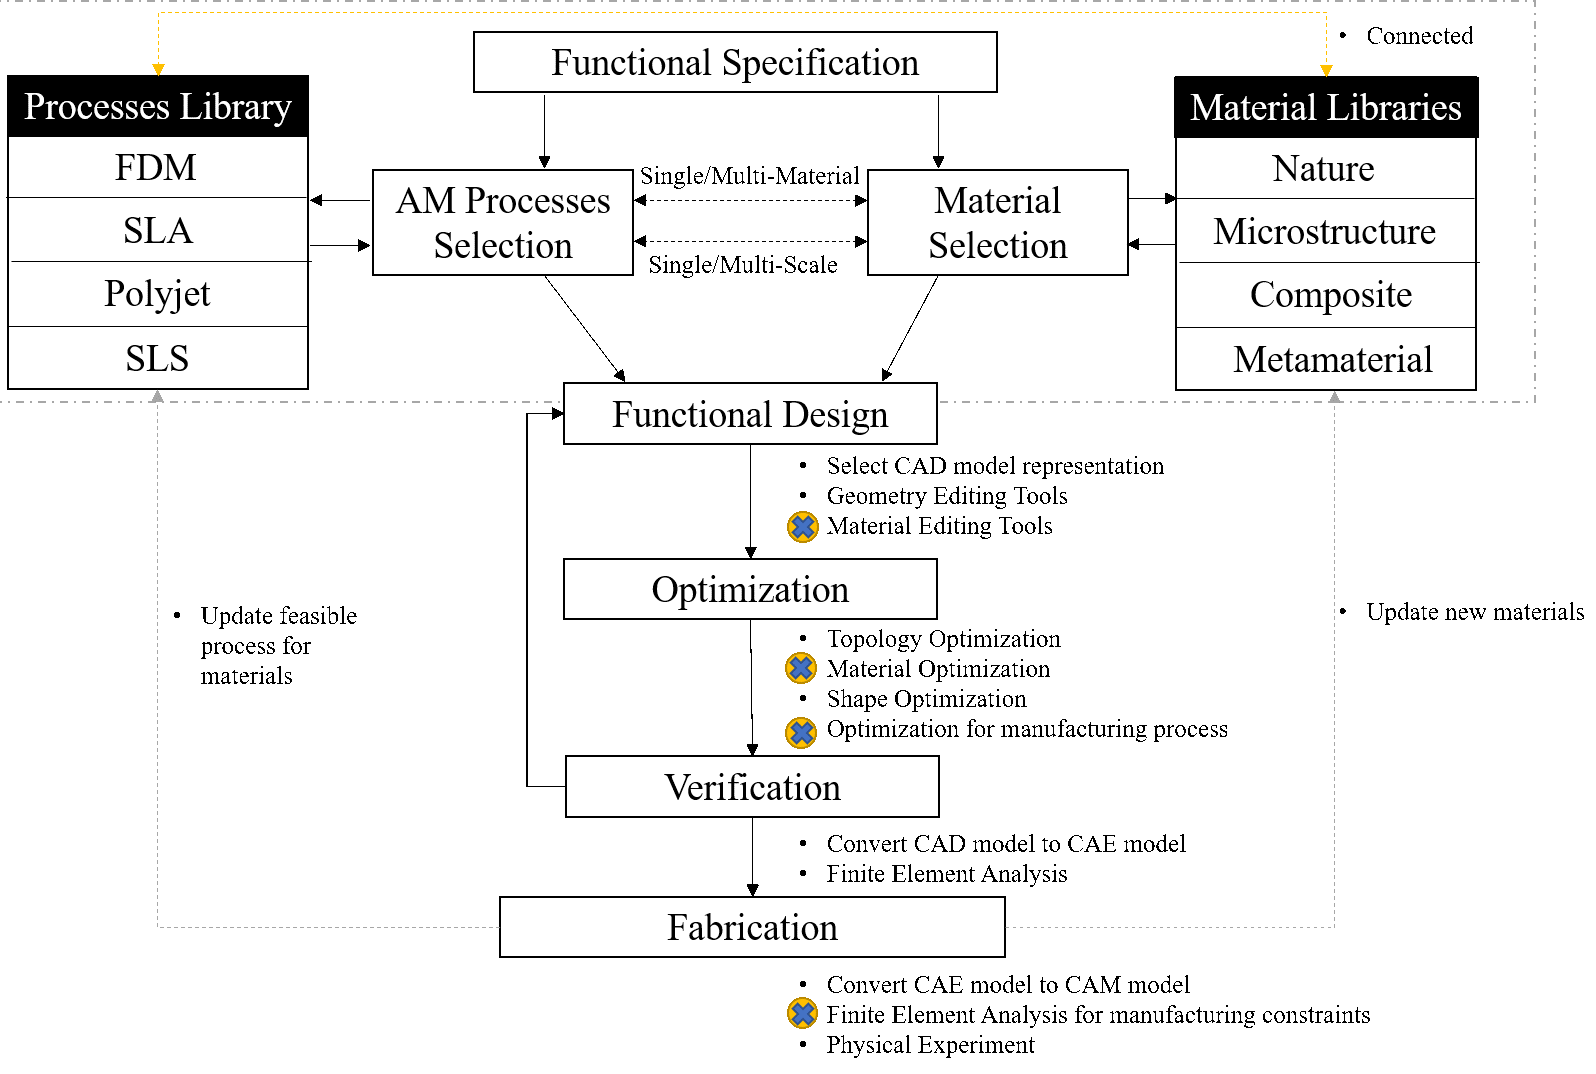 • Connected
Functional Specification
Processes Library
FDM
SLA
Polyjet
SLS
AM Processes
Selection
Single/Multi-Material
Single/Multi-Scale
Material
Selection
Material Libraries
Nature
Microstructure
Composite
Metamaterial
Functional Design
• Select CAD model representation
• Geometry Editing Tools
Material Editing Tools
Optimization
• Topology Optimization
Material Optimization
• Shape Optimization
Optimization for manufacturing process
• Update feasible
process for
materials
• Update new materials
Verification
• Convert CAD model to CAE model
• Finite Element Analysis
Fabrication
• Convert CAE model to CAM model
Finite Element Analysis for manufacturing constraints
• Physical Experiment